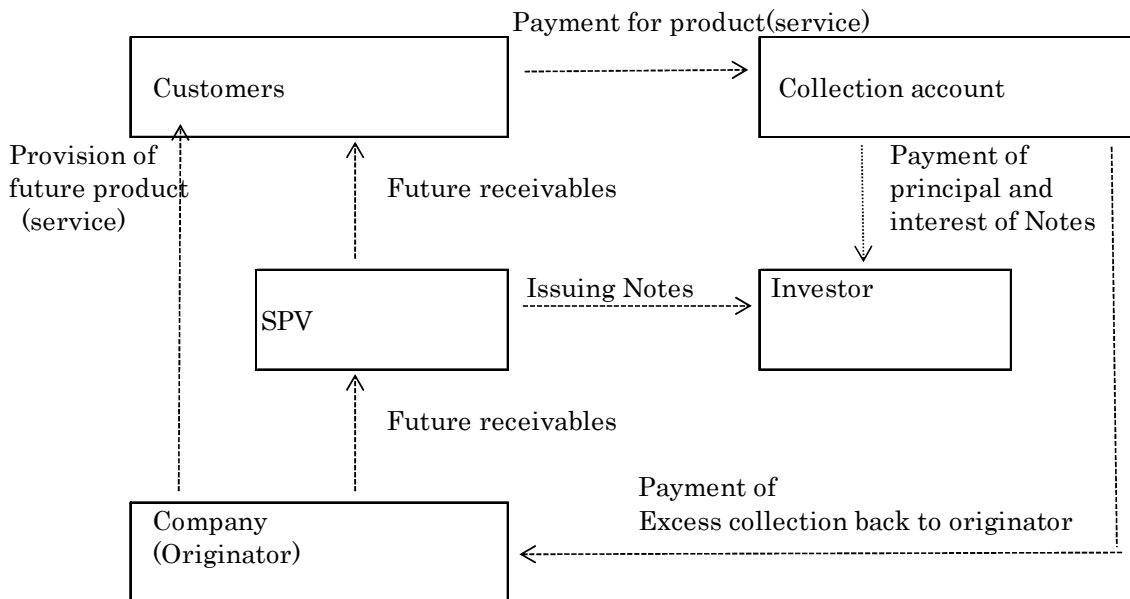 Payment for product(service)
Customers
Collection account
Provision of
future product
(service)
Future receivables
Payment of
principal and
interest of Notes
SPV
Issuing Notes
Investor
Future receivables
Payment of
Excess collection back to originator
Company
(Originator)